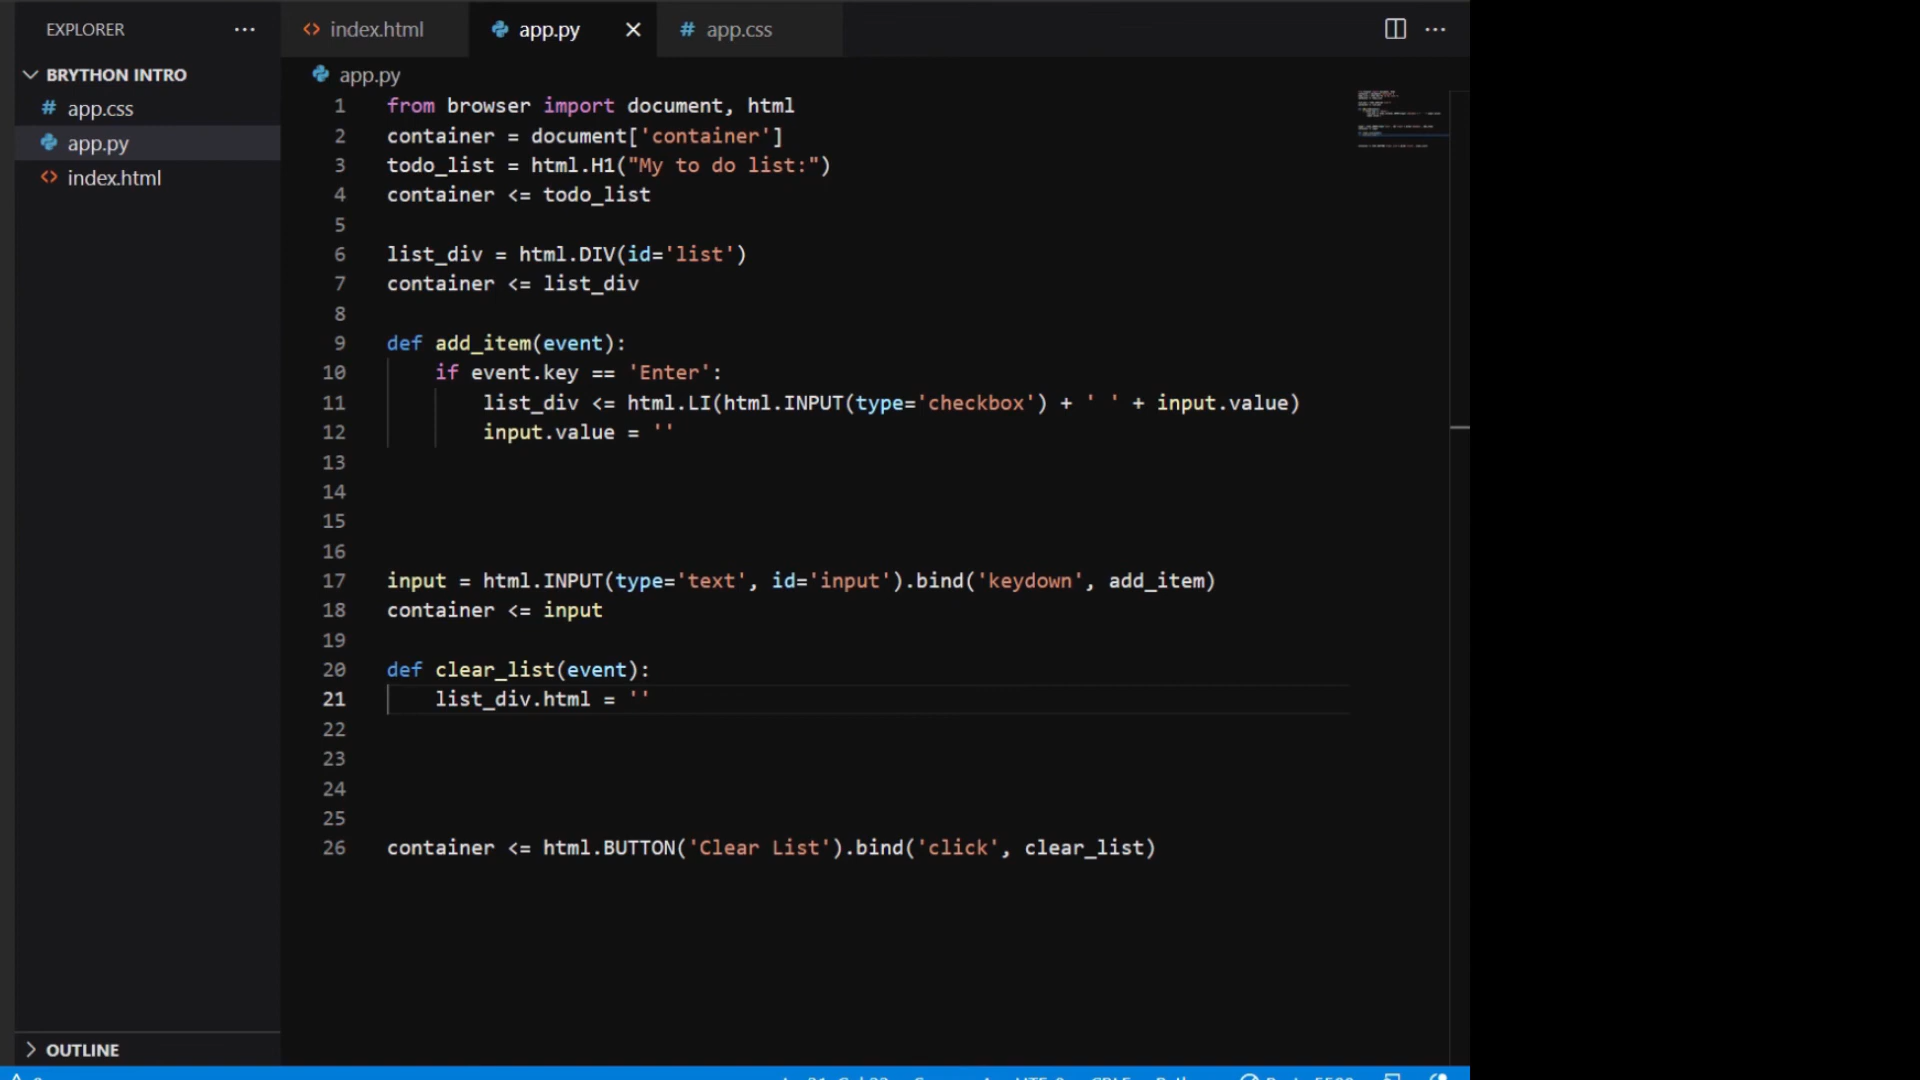 EXPLORER
BRYTHON INTRO
# app.css
app.py
<> index.html
OUTLINE
<> index.html
app.py
# app.css
app.py
1 from browser import document, html
2 container = document['container']
3 todo_list = html.H1("My to do list:")
4 container <= todo_list
5
6 list_div = html.DIV(id='list')
7 container <= list_div
8
9 def add_item(event):
10 if event.key == 'Enter':
11 list_div <= html.LI(html.INPUT(type='checkbox') + ' ' + input.value)
12 input.value = ''
13
14
15
16
17 input = html.INPUT(type='text', id='input').bind('keydown', add_item)
18 container <= input
19
20 def clear_list(event):
21 list_div.html = ''
22
23
24
25
26 container <= html.BUTTON('Clear List').bind('click', clear_list)